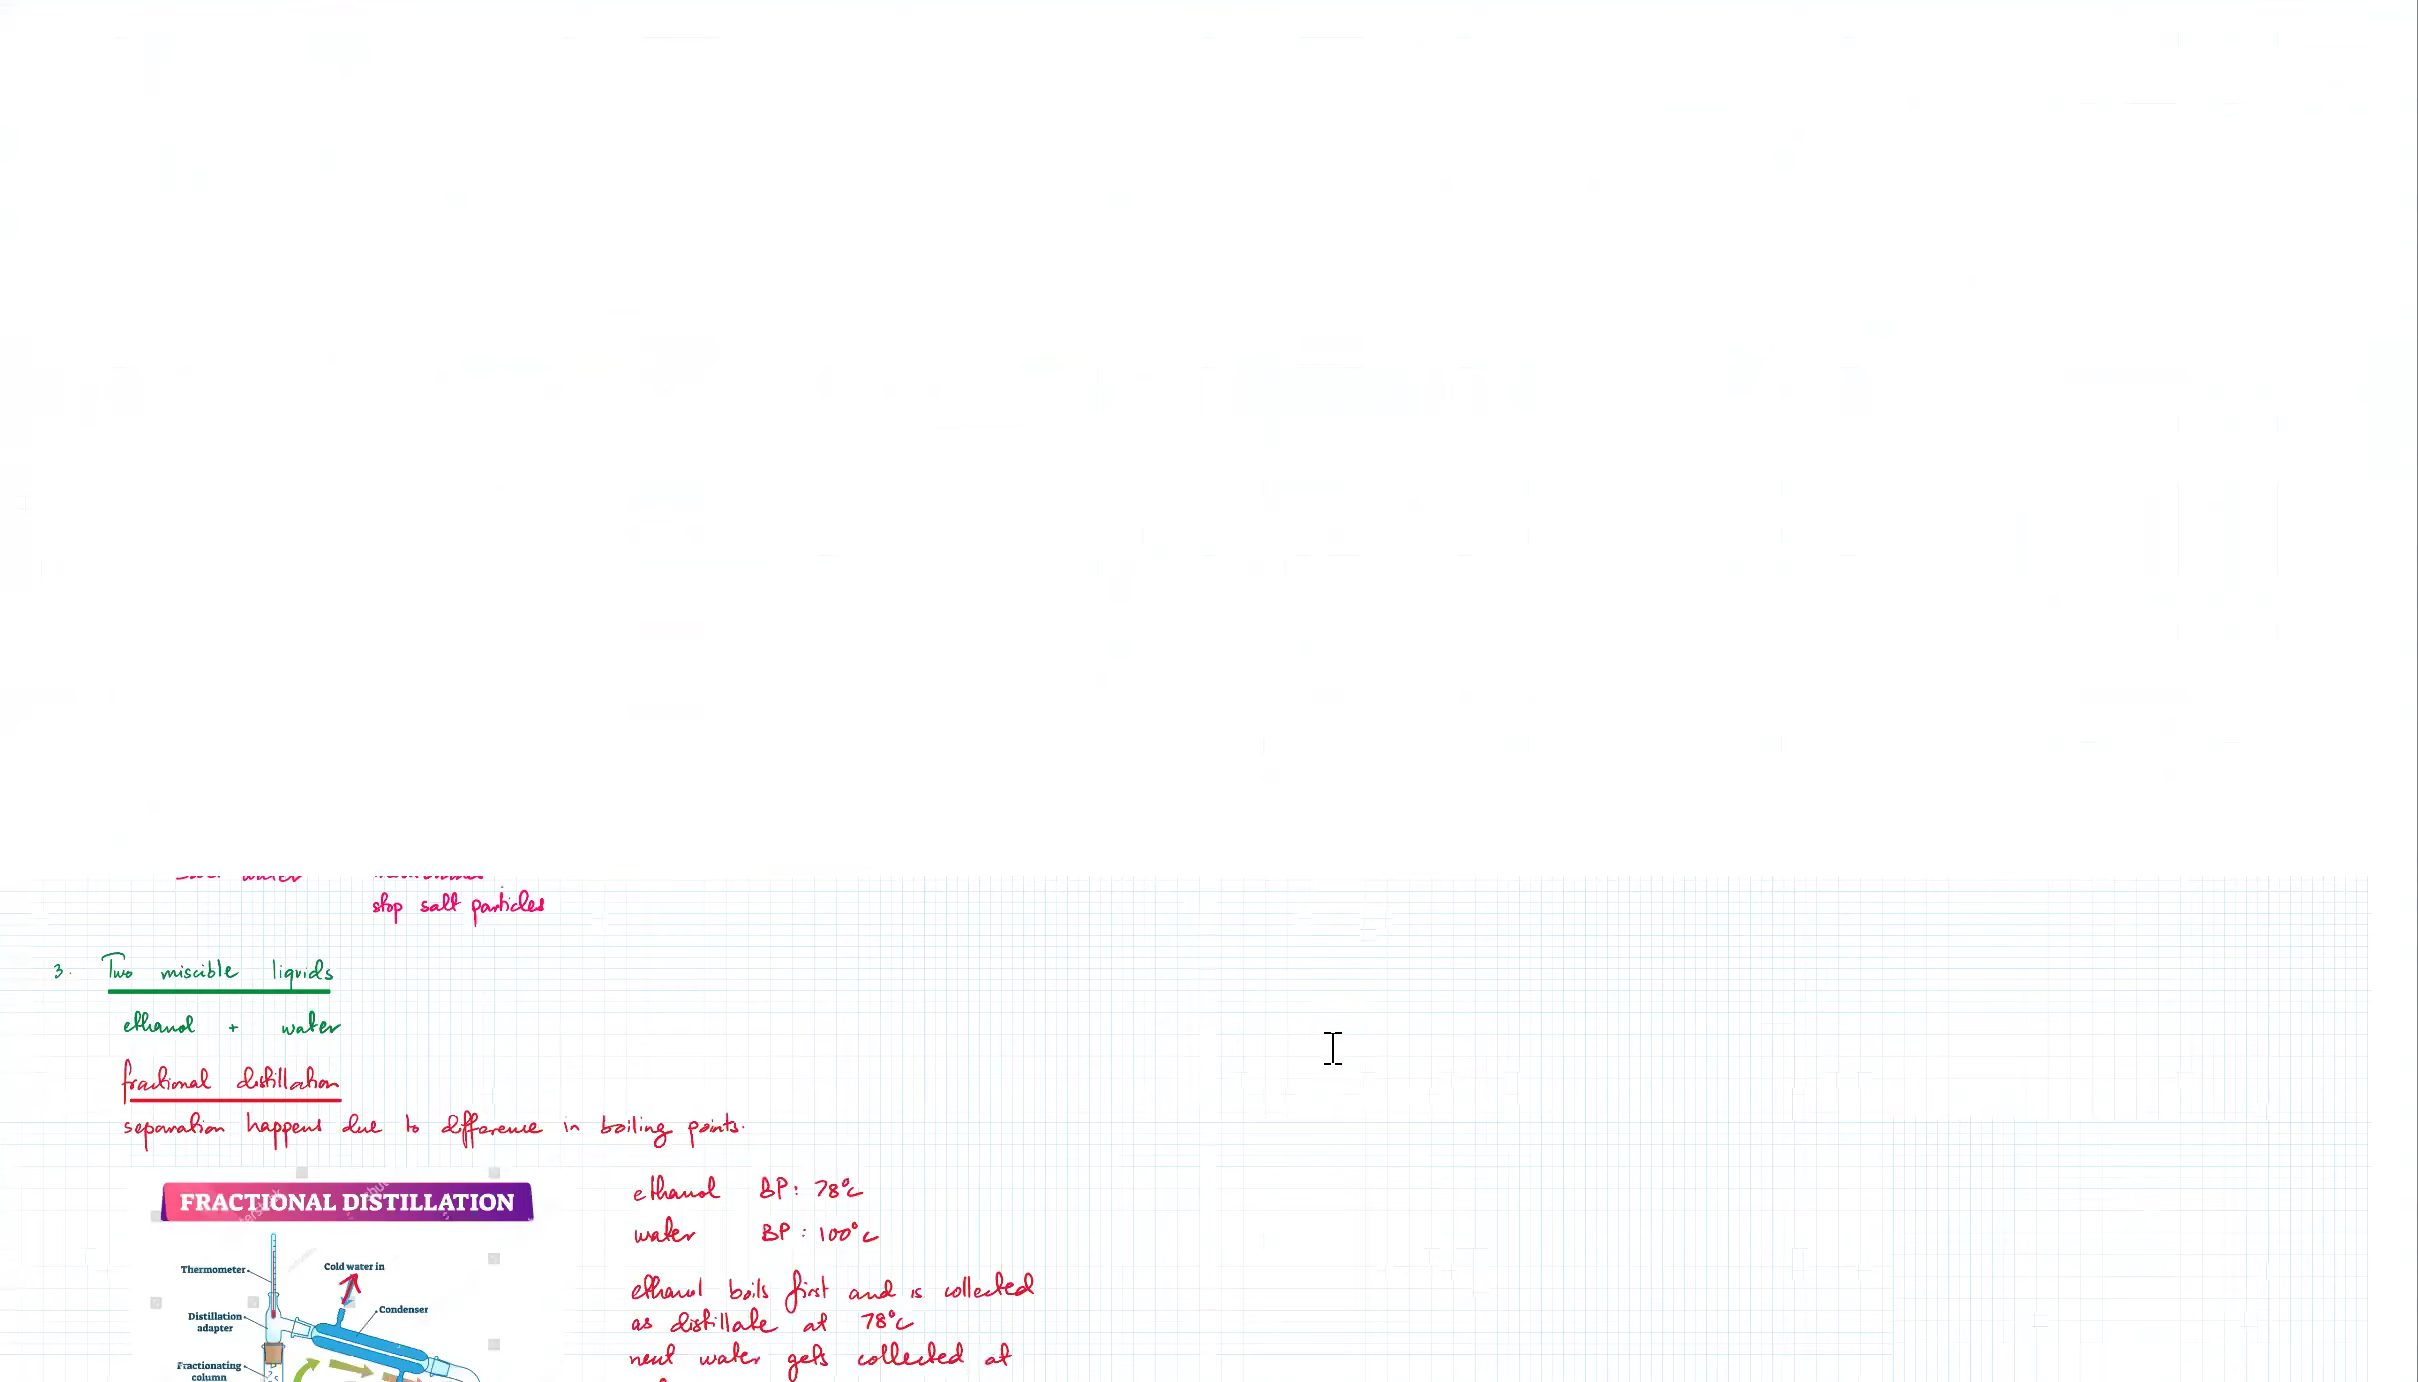 water
stop salt particles
3. Two miscible liquids
ethanol + water
fractional distillation
separation happens due to difference in boiling points.
FRACTIONAL DISTILLATION
Thermometer
Cold water in
Distillation
adapter
Condenser
Fractionating
column
ethanol BP: 78°C
water BP: 100°C
ethanol boils first and is collected
as distillate at 78°C
next water gets collected at